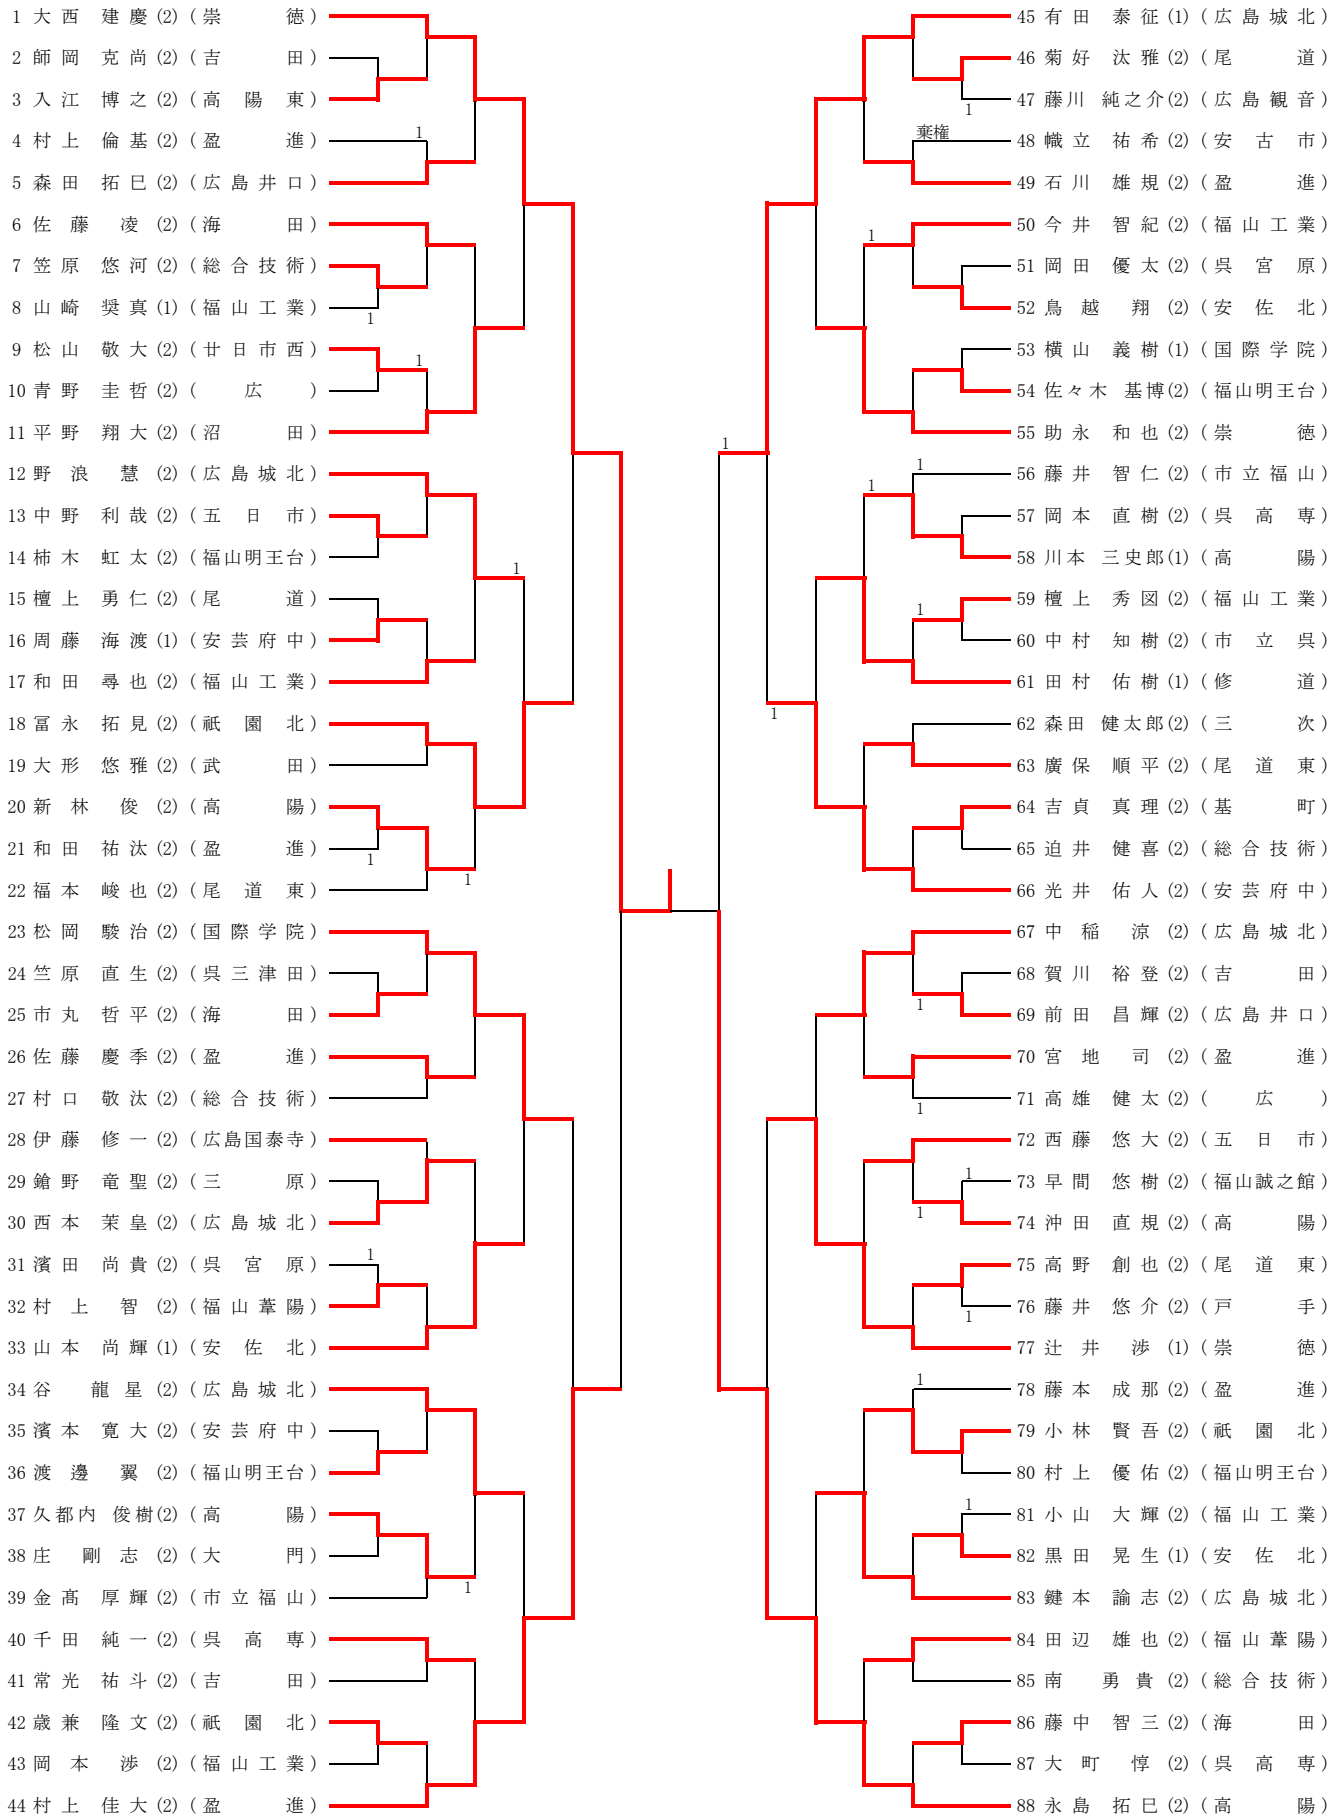 1 大西 建慶(2) (崇徳)
2 師岡 克尚(2) (吉田)
3 入江 博之(2) (高陽東)
4 村上 倫基(2) (盈進)
1
5 森田 拓巳(2) (広島井口)
6 佐藤 凌(2) (海田)
7 笠原 悠河(2) (総合技術)
8 山崎 奨真(1) (福山工業)
1
9 松山 敬大(2) (廿日市西)
1
10 青野 圭哲(2) (広)
11 平野 翔大(2) (沼田)
12 野浪 慧(2) (広島城北)
13 中野 利哉(2) (五日市)
14 柿木 虹太(2) (福山明王台)
1
15 檀上 勇仁(2) (尾道)
16 周藤 海渡(1) (安芸府中)
17 和田 尋也(2) (福山工業)
18 冨永 拓見(2) (祇園北)
19 大形 悠雅(2) (武田)
20 新林 俊(2) (高陽)
21 和田 祐汰(2) (盈進)
1
1
22 福本 峻也(2) (尾道東)
23 松岡 駿治(2) (国際学院)
24 竺原 直生(2) (呉三津田)
25 市丸 哲平(2) (海田)
26 佐藤 慶季(2) (盈進)
27 村口 敬汰(2) (総合技術)
28 伊藤 修一(2) (広島国泰寺)
29 鎗野 竜聖(2) (三原)
30 西本 茉皇(2) (広島城北)
31 濱田 尚貴(2) (呉宮原)
1
32 村上 智(2) (福山葦陽)
33 山本 尚輝(1) (安佐北)
34 谷 龍星(2) (広島城北)
35 濱本 寛大(2) (安芸府中)
36 渡邊 翼(2) (福山明王台)
37 久都内 俊樹(2) (高陽)
38 庄 剛志(2) (大門)
1
39 金髙 厚輝(2) (市立福山)
40 千田 純一(2) (呉高専)
41 常光 祐斗(2) (吉田)
42 歳兼 隆文(2) (祇園北)
43 岡本 渉(2) (福山工業)
44 村上 佳大(2) (盈進)
45 有田 泰征(1) (広島城北)
46 菊好 汰雅(2) (尾道)
47 藤川 純之介(2) (広島観音)
1
棄権
48 幟立 祐希(2) (安古市)
49 石川 雄規(2) (盈進)
50 今井 智紀(2) (福山工業)
1
51 岡田 優太(2) (呉宮原)
52 鳥越 翔(2) (安佐北)
53 横山 義樹(1) (国際学院)
54 佐々木 基博(2) (福山明王台)
55 助永 和也(2) (崇徳)
1
1
56 藤井 智仁(2) (市立福山)
1
57 岡本 直樹(2) (呉高専)
58 川本 三史郎(1) (高陽)
59 檀上 秀図(2) (福山工業)
1
60 中村 知樹(2) (市立呉)
61 田村 佑樹(1) (修道)
1
62 森田 健太郎(2) (三次)
63 廣保 順平(2) (尾道東)
64 吉貞 真理(2) (基町)
65 迫井 健喜(2) (総合技術)
66 光井 佑人(2) (安芸府中)
67 中稲 涼(2) (広島城北)
68 賀川 裕登(2) (吉田)
1
69 前田 昌輝(2) (広島井口)
70 宮地 司(2) (盈進)
71 高雄 健太(2) (広)
1
72 西藤 悠大(2) (五日市)
1
73 早間 悠樹(2) (福山誠之館)
1
74 沖田 直規(2) (高陽)
75 高野 創也(2) (尾道東)
76 藤井 悠介(2) (戸手)
1
77 辻井 渉(1) (崇徳)
1
78 藤本 成那(2) (盈進)
79 小林 賢吾(2) (祇園北)
80 村上 優佑(2) (福山明王台)
1
81 小山 大輝(2) (福山工業)
82 黒田 晃生(1) (安佐北)
83 鍵本 諭志(2) (広島城北)
84 田辺 雄也(2) (福山葦陽)
85 南 勇貴(2) (総合技術)
86 藤中 智三(2) (海田)
87 大町 惇(2) (呉高専)
88 永島 拓巳(2) (高陽)